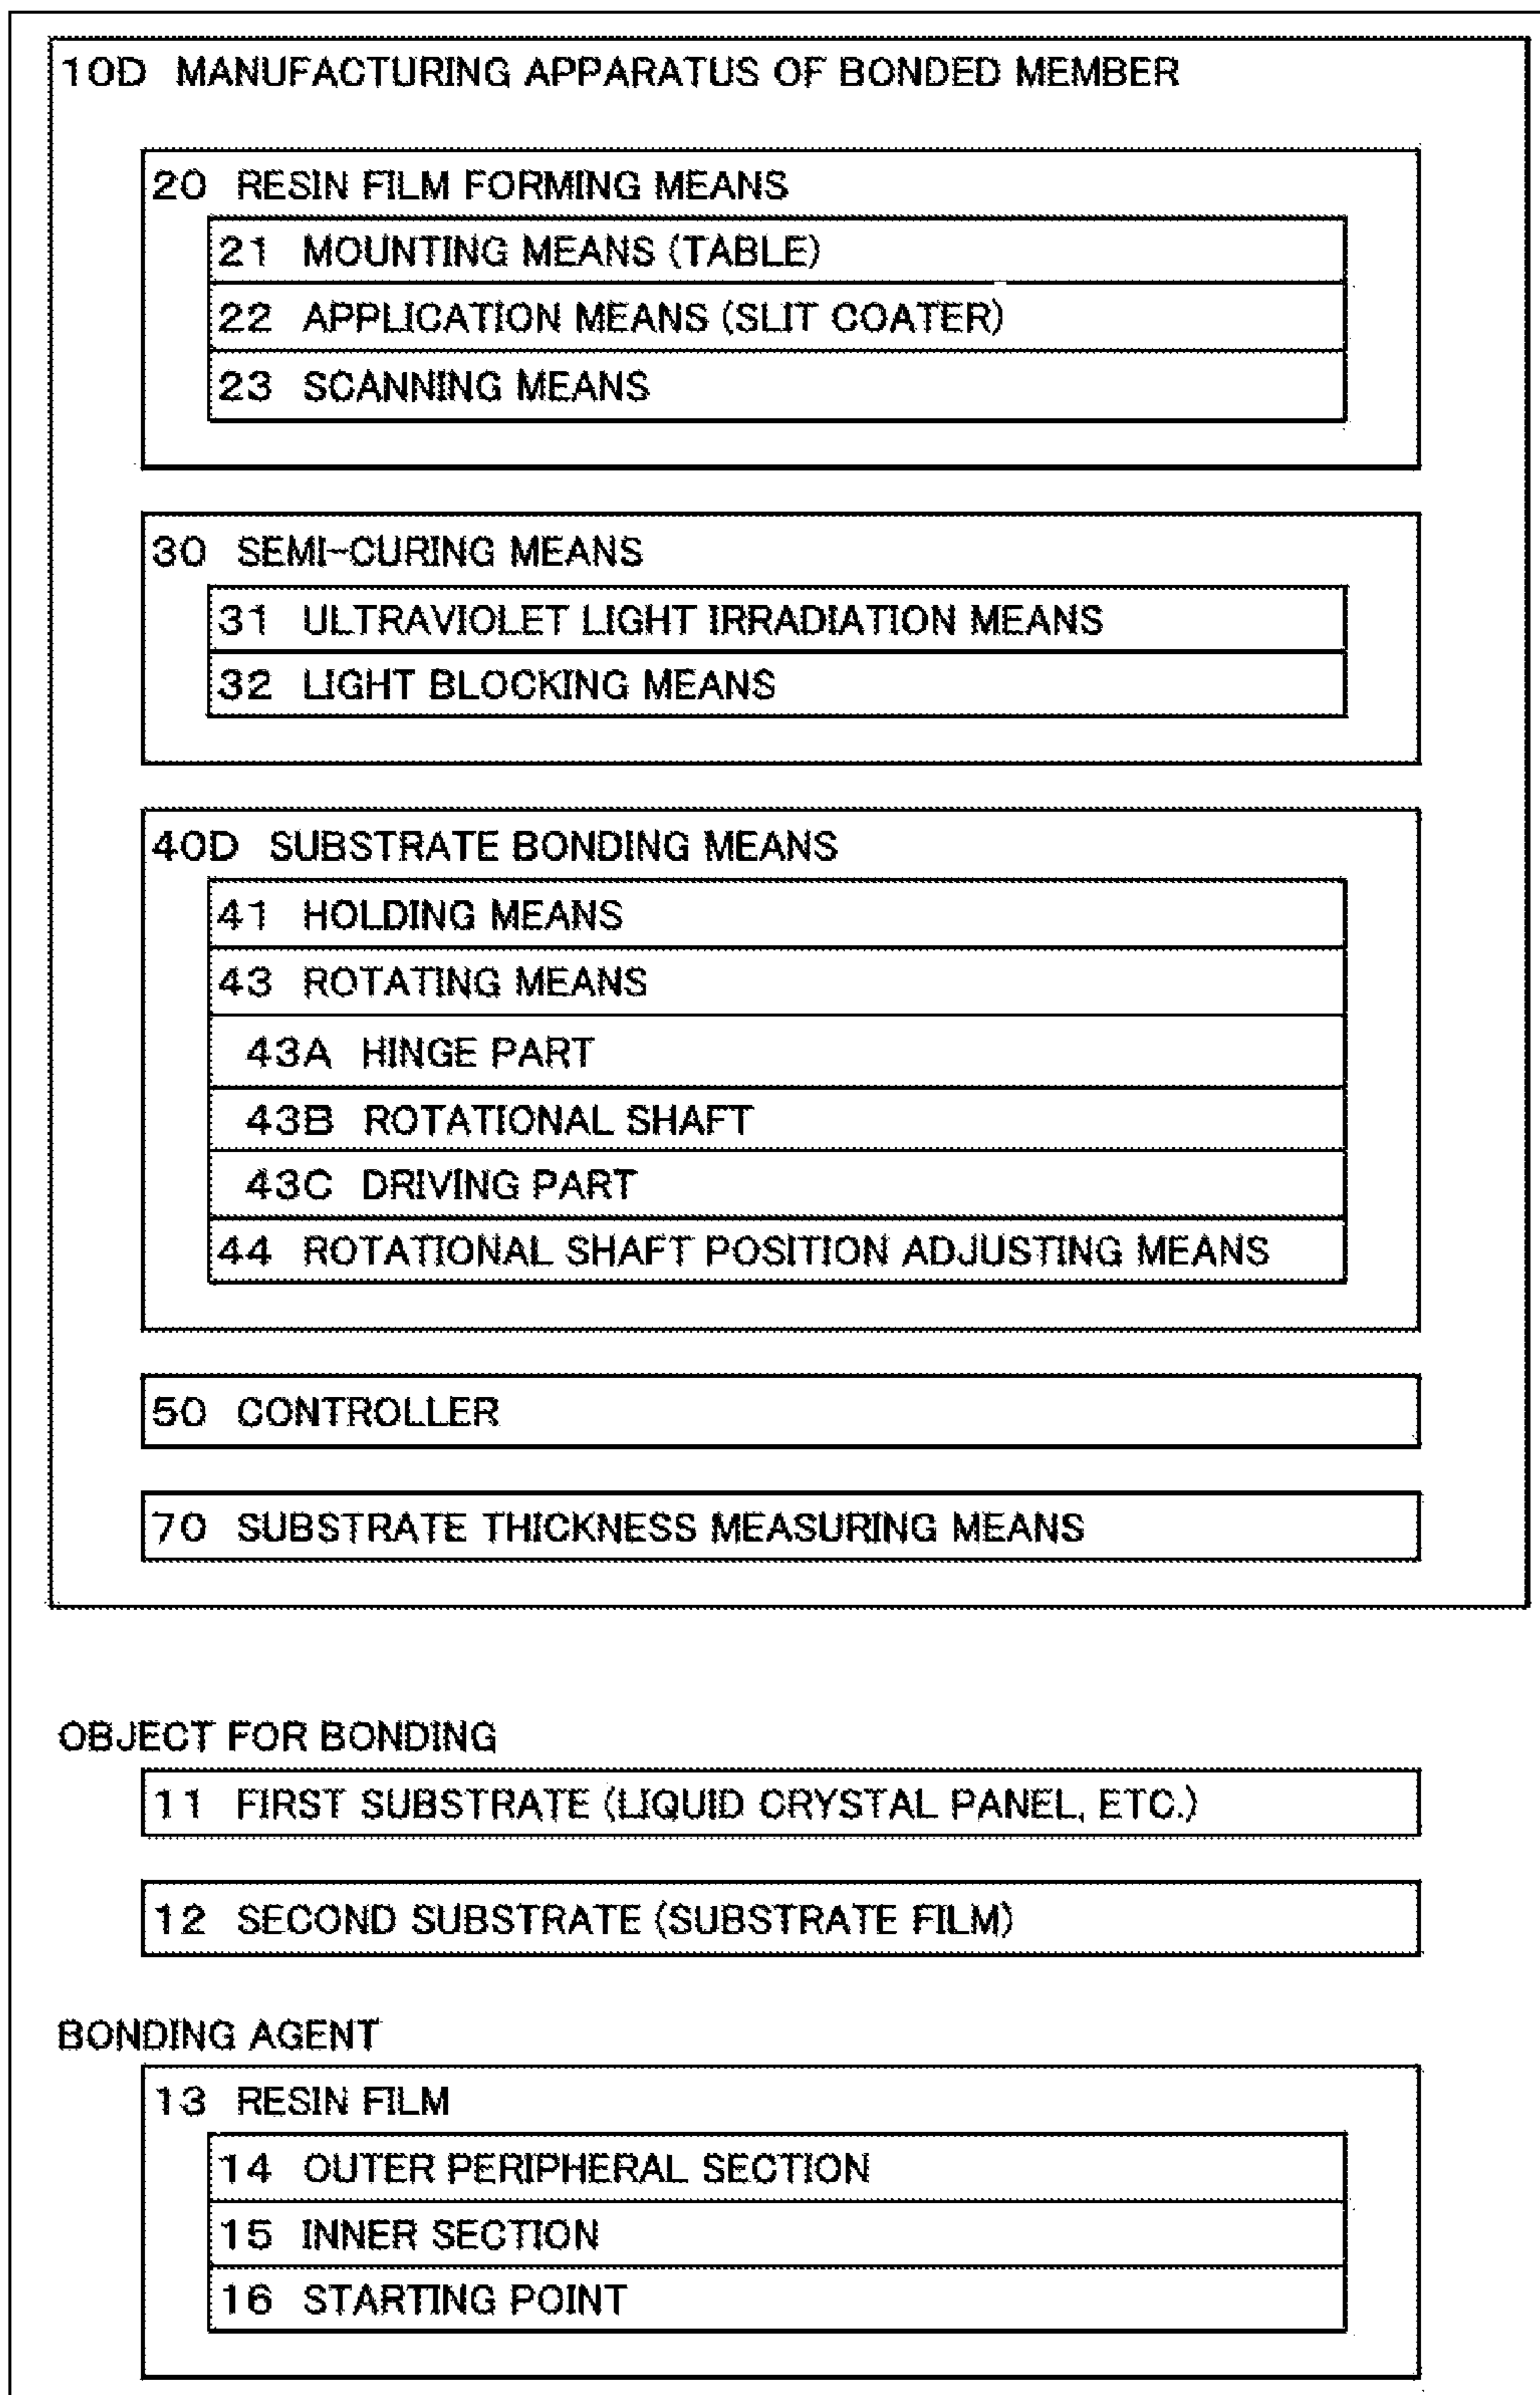 10D MANUFACTURING APPARATUS OF BONDED MEMBER
20 RESIN FILM FORMING MEANS
21 MOUNTING MEANS (TABLE)
22 APPLICATION MEANS (SLIT COATER)
23 SCANNING MEANS
30 SEMI-CURING MEANS
31 ULTRAVIOLET LIGHT IRRADIATION MEANS
32 LIGHT BLOCKING MEANS
40D SUBSTRATE BONDING MEANS
41 HOLDING MEANS
43 ROTATING MEANS
43A HINGE PART
43B ROTATIONAL SHAFT
43C DRIVING PART
44 ROTATIONAL SHAFT POSITION ADJUSTING MEANS
50 CONTROLLER
70 SUBSTRATE THICKNESS MEASURING MEANS
OBJECT FOR BONDING
11 FIRST SUBSTRATE (LIQUID CRYSTAL PANEL, ETC.)
12 SECOND SUBSTRATE (SUBSTRATE FILM)
BONDING AGENT
13 RESIN FILM
14 OUTER PERIPHERAL SECTION
15 INNER SECTION
16 STARTING POINT